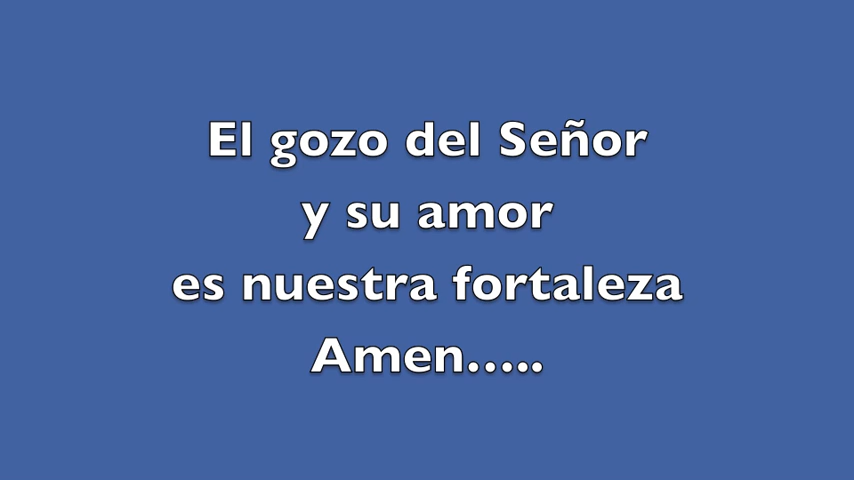 El gozo del Señor
y su amor
es nuestra fortaleza
Amen.....